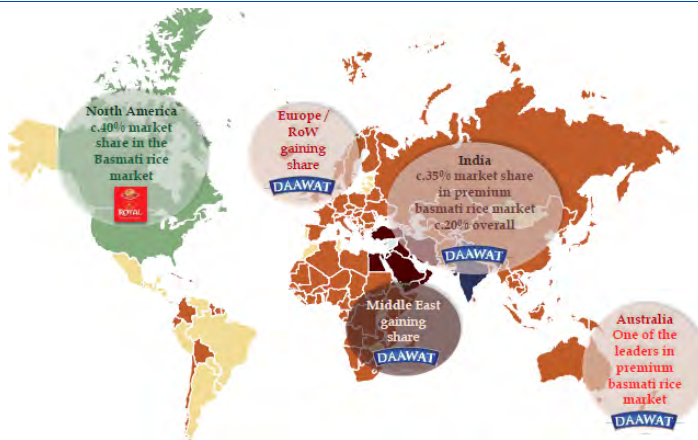 North America
c.40% market
share in the
Basmati rice
market
ROYAL
Europe /
RoW
gaining
share
DAAWAT
India
c.35% market share
in premium
basmati rice market
c.20% overall
DAAWAT
Middle East
gaining
share
DAAWAT
Australia
One of the
leaders in
premium
basmati rice
market
DAAWAT